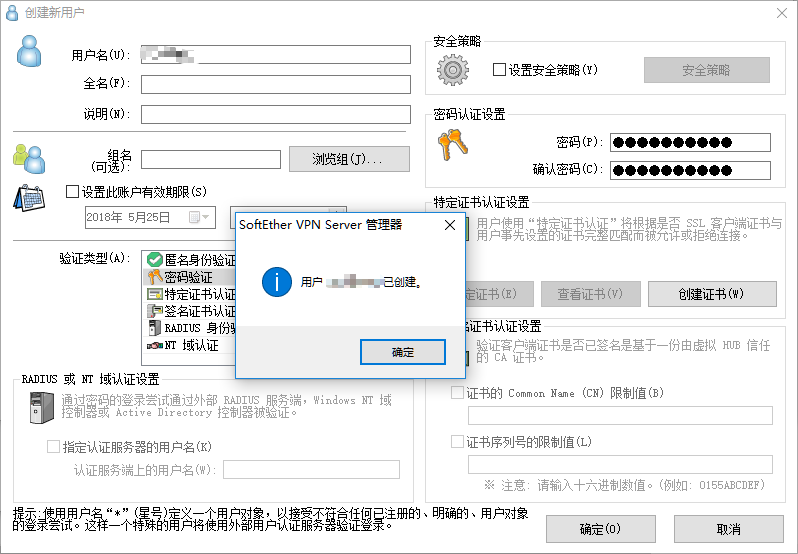 创建新用户
用户名(U):
全名(F):
说明(N):
组名
(可选):
浏览组(J)...
设置此账户有效期限(S)
2018年 5月25日
验证类型(A):
匿名身份验证
密码验证
特定证书认证
签名证书认证
RADIUS 身份验
NT 域认证
RADIUS 或 NT 域认证设置
通过密码的登录尝试通过外部 RADIUS 服务端，Windows NT 域
控制器或 Active Directory 控制器被验证。
指定认证服务器的用户名(K)
认证服务端上的用户名(W):
提示:使用用户名“*”(星号)定义一个用户对象，以接受不符合任何已注册的、明确的、用户对象
的登录尝试。这样一个特殊的用户将使用外部用户认证服务器验证登录。
安全策略
设置安全策略(Y)
安全策略
密码认证设置
密码(P): ●●●●●●●●●●
确认密码(C): ●●●●●●●●●●
特定证书认证设置
用户使用“特定证书认证”将根据是否 SSL 客户端证书与
用户事先设置的证书完整匹配而被允许或拒绝连接。
定证书(E)
查看证书(V)
创建证书(W)
证书认证设置
验证客户端证书是否已签名是基于一份由虚拟 HUB 信任
的 CA 证书。
证书的 Common Name (CN) 限制值(B)
证书序列号的限制值(L)
※ 注意: 请输入十六进制数值。(例如: 0155ABCDEF)
确定(O)
取消
SoftEther VPN Server 管理器
用户
已创建。
确定